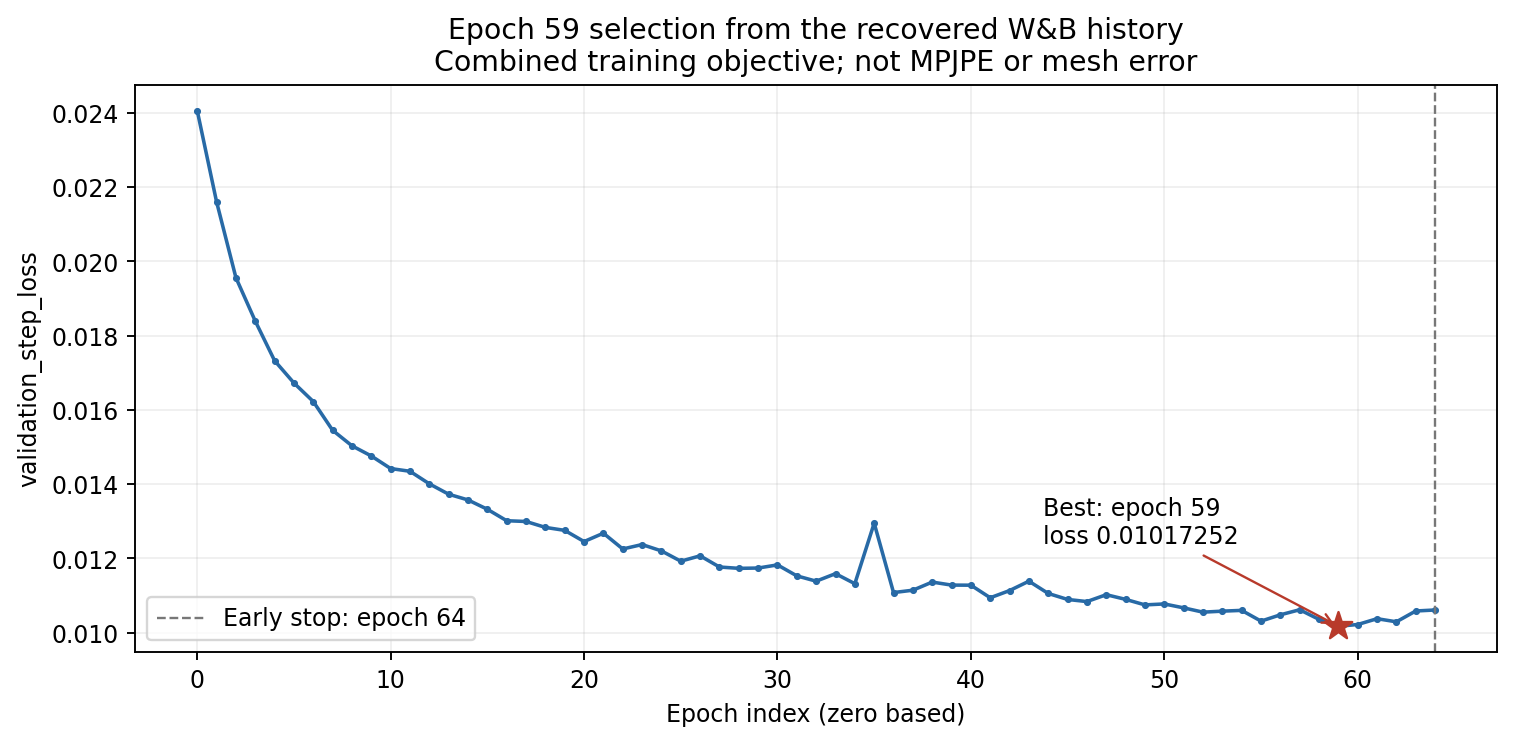 Epoch 59 selection from the recovered W&B history
Combined training objective; not MPJPE or mesh error
validation_step_loss
0.024
0.022
0.020
0.018
0.016
0.014
0.012
0.010
Best: epoch 59
loss 0.01017252
Early stop: epoch 64
0
10
20
30
40
50
60
Epoch index (zero based)